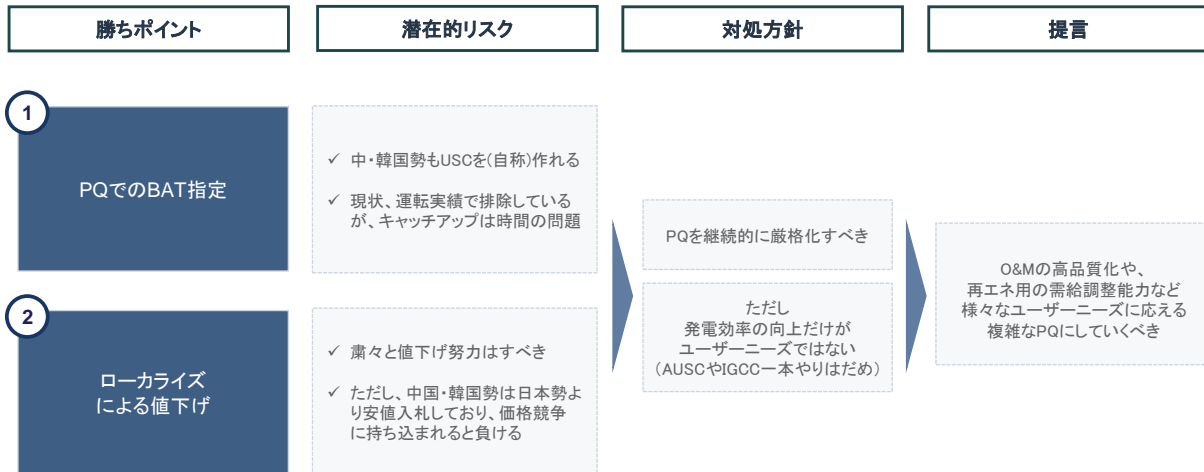 勝ちポイント
潜在的リスク
対処方針
提言
1
PQでのBAT指定
✓ 中・韓国勢もUSCを(自称)作れる
✓ 現状、運転実績で排除している
が、キャッチアップは時間の問題
2
ローカライズ
による値下げ
✓ 粛々と値下げ努力はすべき
✓ ただし、中国・韓国勢は日本勢よ
り安値入札しており、価格競争
に持ち込まれると負ける
PQを継続的に厳格化すべき
ただし
発電効率の向上だけが
ユーザーニーズではない
（AUSCやIGCC一本やりはだめ）
O&Mの高品質化や、
再エネ用の需給調整能力など
様々なユーザーニーズに応える
複雑なPQにしていくべき